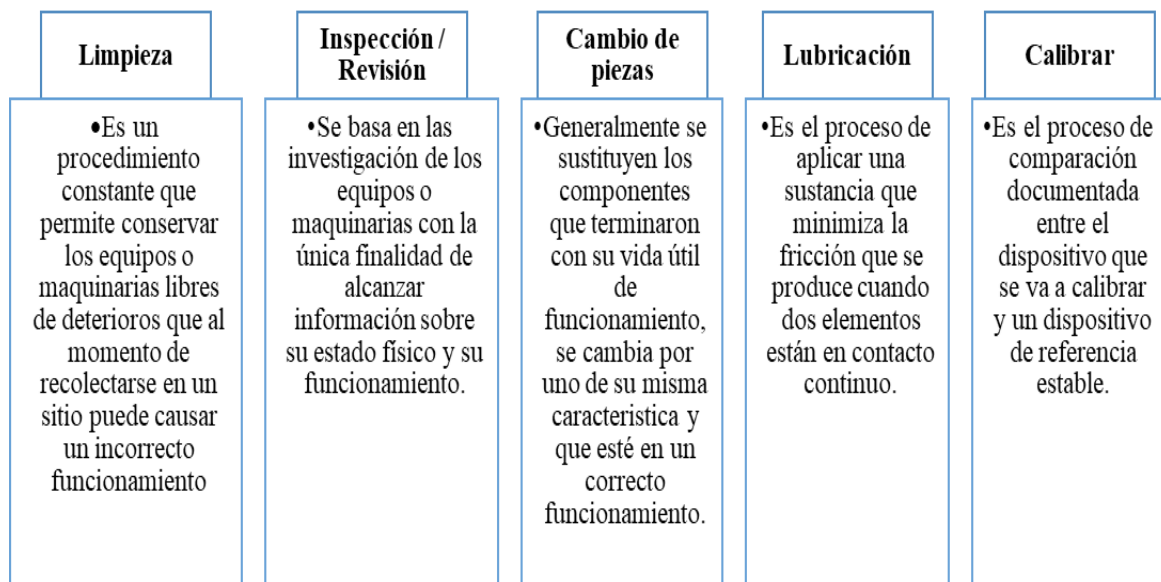 Limpieza
•Es un
procedimiento
constante que
permite conservar
los equipos o
maquinarias libres
de deterioros que al
momento de
recolectarse en un
sitio puede causar
un incorrecto
funcionamiento
Inspección /
Revisión
•Se basa en las
investigación de los
equipos o
maquinarias con la
única finalidad de
alcanzar
información sobre
su estado físico y su
funcionamiento.
Cambio de
piezas
•Generalmente se
sustituyen los
componentes
que terminaron
con su vida útil
de
funcionamiento,
se cambia por
uno de su misma
caracteristica y
que esté en un
correcto
funcionamiento.
Lubricación
•Es el proceso de
aplicar una
sustancia que
minimiza la
fricción que se
produce cuando
dos elementos
están en contacto
continuo.
Calibrar
•Es el proceso de
comparación
documentada
entre el
dispositivo que
se va a calibrar
y un dispositivo
de referencia
estable.